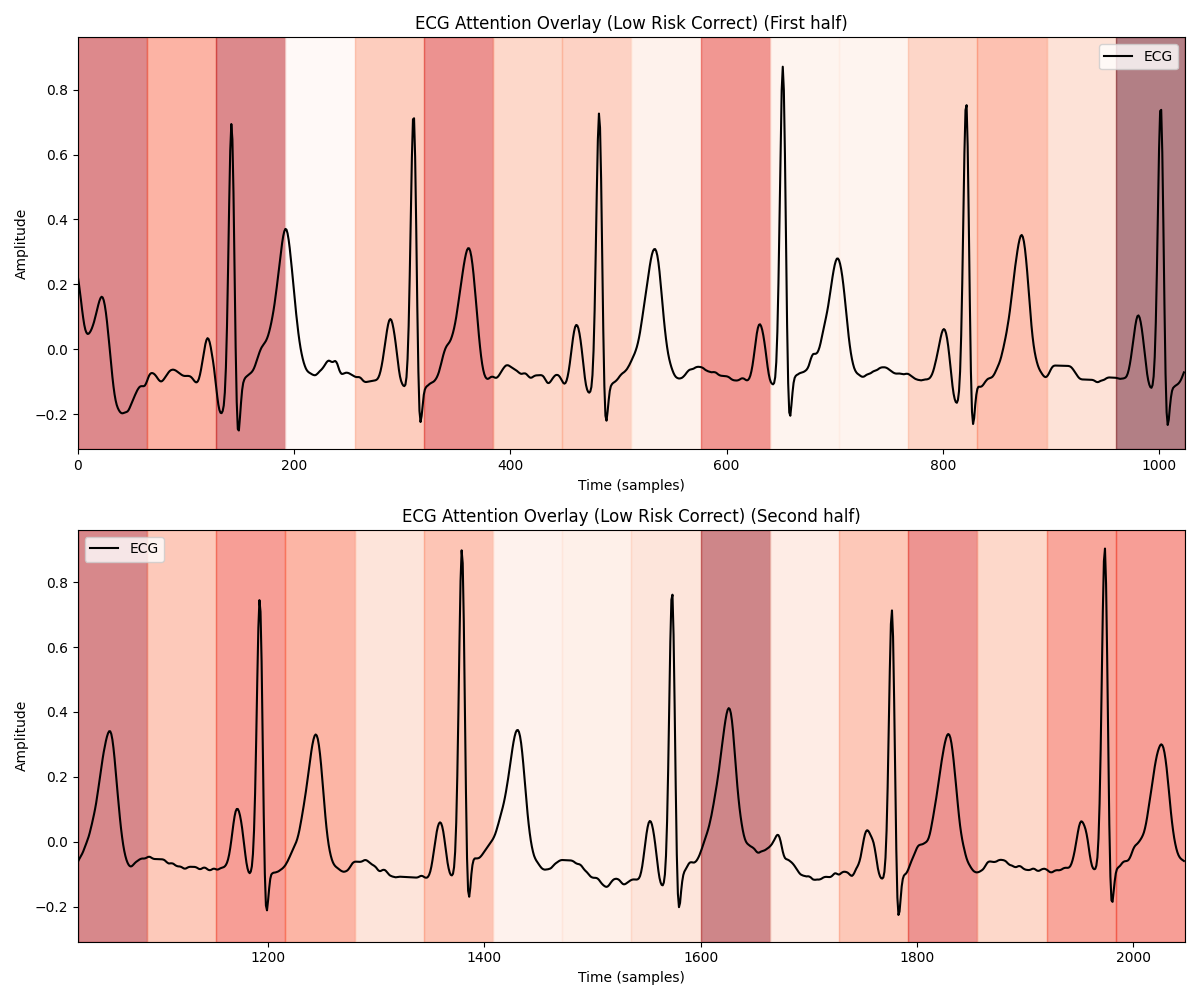 ECG Attention Overlay (Low Risk Correct) (First half)
ECG
Amplitude
0.8
0.6
0.4
0.2
0.0
−0.2
0 200 400 600 800 1000
Time (samples)
ECG Attention Overlay (Low Risk Correct) (Second half)
ECG
Amplitude
0.8
0.6
0.4
0.2
0.0
−0.2
1200 1400 1600 1800 2000
Time (samples)